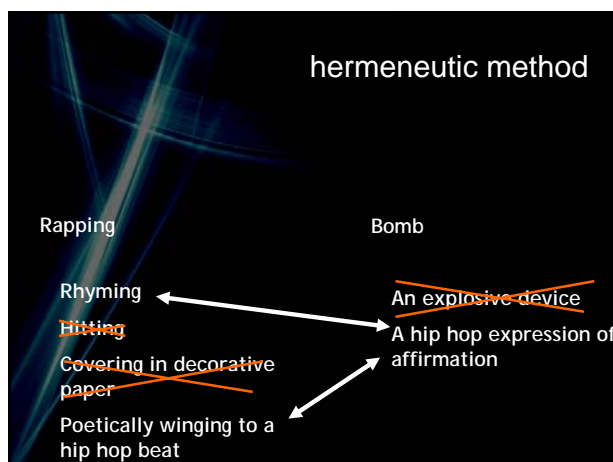 hermeneutic method
Rapping
Bomb
Rhyming
Hitting
Covering in decorative
paper
Poetically winging to a
hip hop beat
An explosive device
A hip hop expression of
affirmation